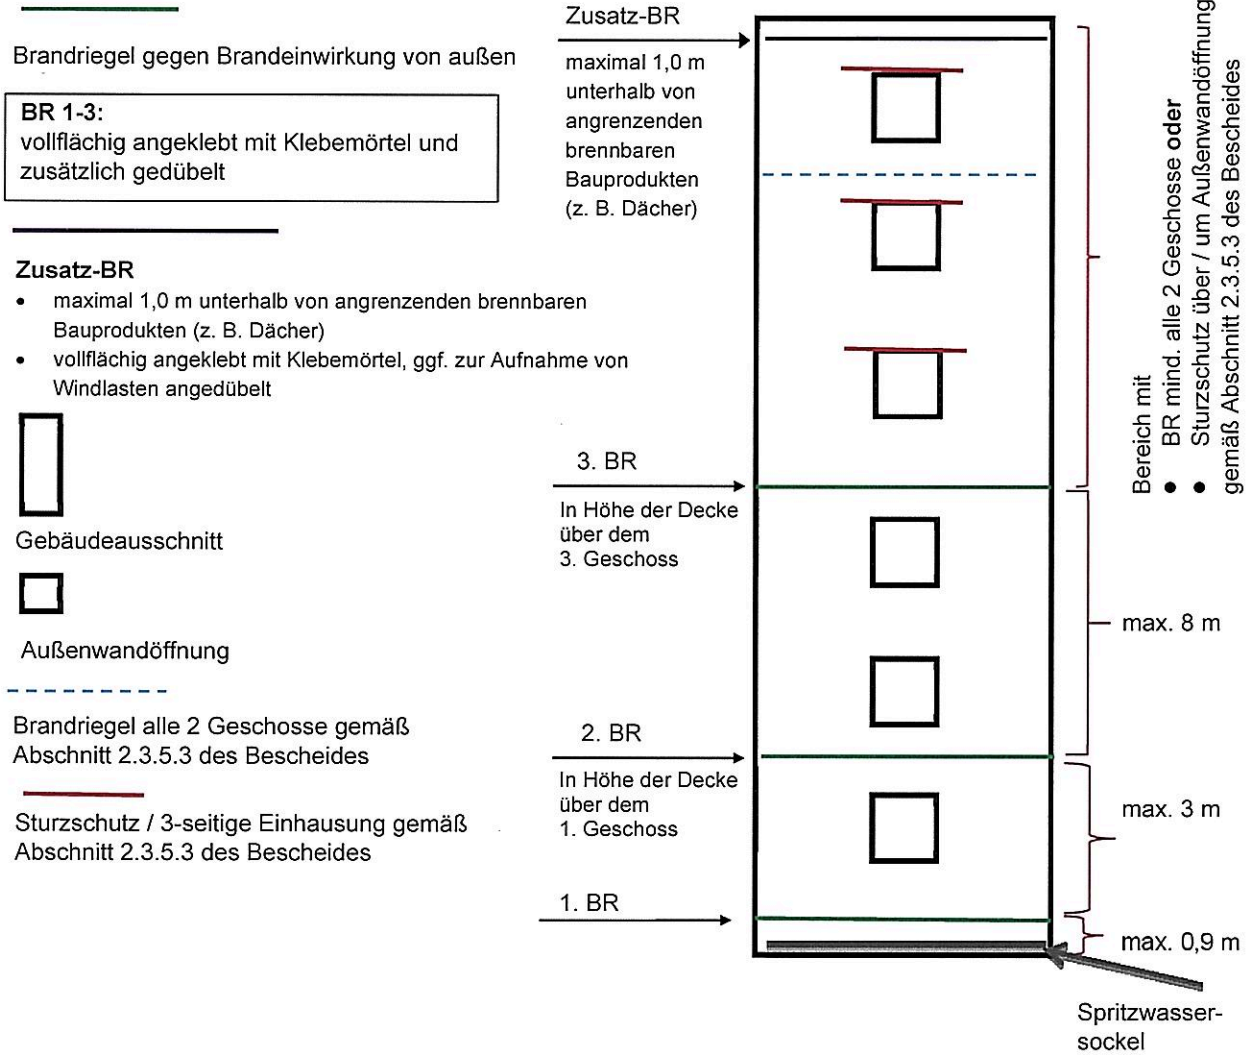 Brandriegel gegen Brandeinwirkung von außen
BR 1-3:
vollflächig angeklebt mit Klebemörtel und
zusätzlich gedübelt
Zusatz-BR
• maximal 1,0 m unterhalb von angrenzenden brennbaren
Bauprodukten (z. B. Dächer)
• vollflächig angeklebt mit Klebemörtel, ggf. zur Aufnahme von
Windlasten angedübelt
Gebäudeausschnitt
Außenwandöffnung
Brandriegel alle 2 Geschosse gemäß
Abschnitt 2.3.5.3 des Bescheides
Sturzschutz / 3-seitige Einhausung gemäß
Abschnitt 2.3.5.3 des Bescheides
Zusatz-BR
maximal 1,0 m
unterhalb von
angrenzenden
brennbaren
Bauprodukten
(z. B. Dächer)
3. BR
In Höhe der Decke
über dem
3. Geschoss
2. BR
In Höhe der Decke
über dem
1. Geschoss
1. BR
Bereich mit
• BR mind. alle 2 Geschosse oder
• Sturzschutz über / um Außenwandöffnung
gemäß Abschnitt 2.3.5.3 des Bescheides
max. 8 m
max. 3 m
max. 0,9 m
Spritzwasser-
sockel